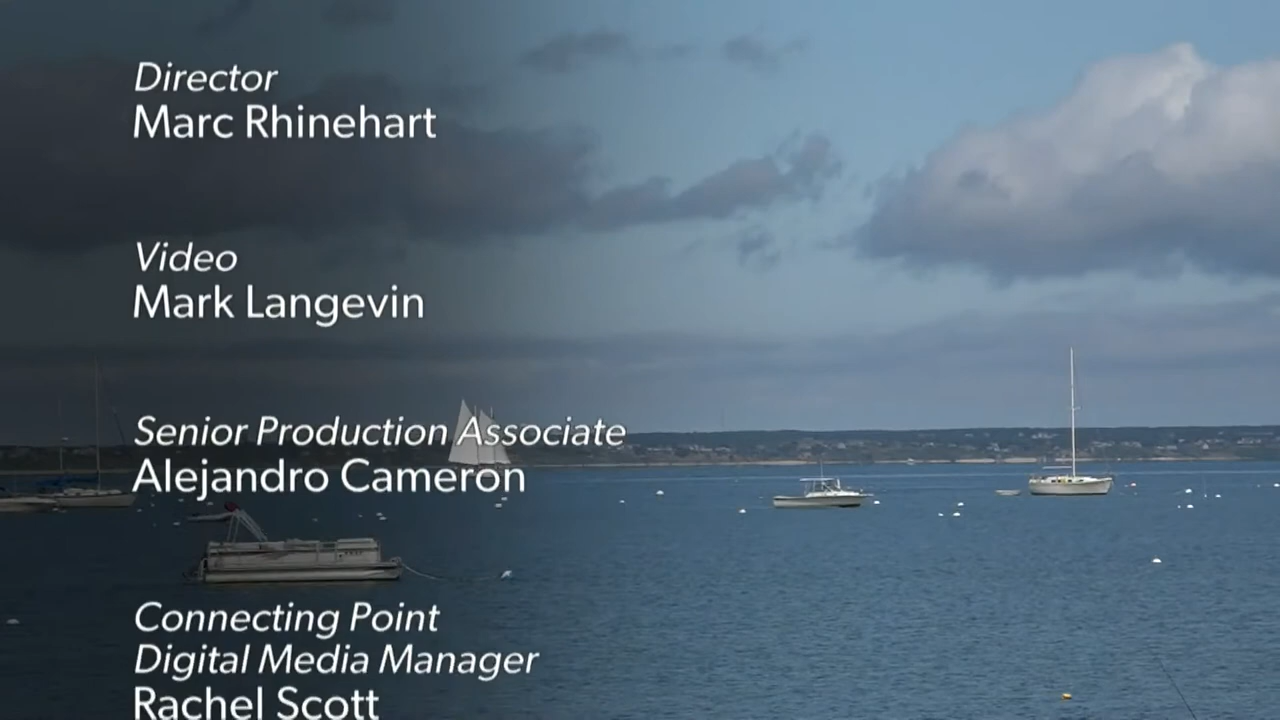 Director
Marc Rhinehart
Video
Mark Langevin
Senior Production Associate
Alejandro Cameron
Connecting Point
Digital Media Manager
Rachel Scott